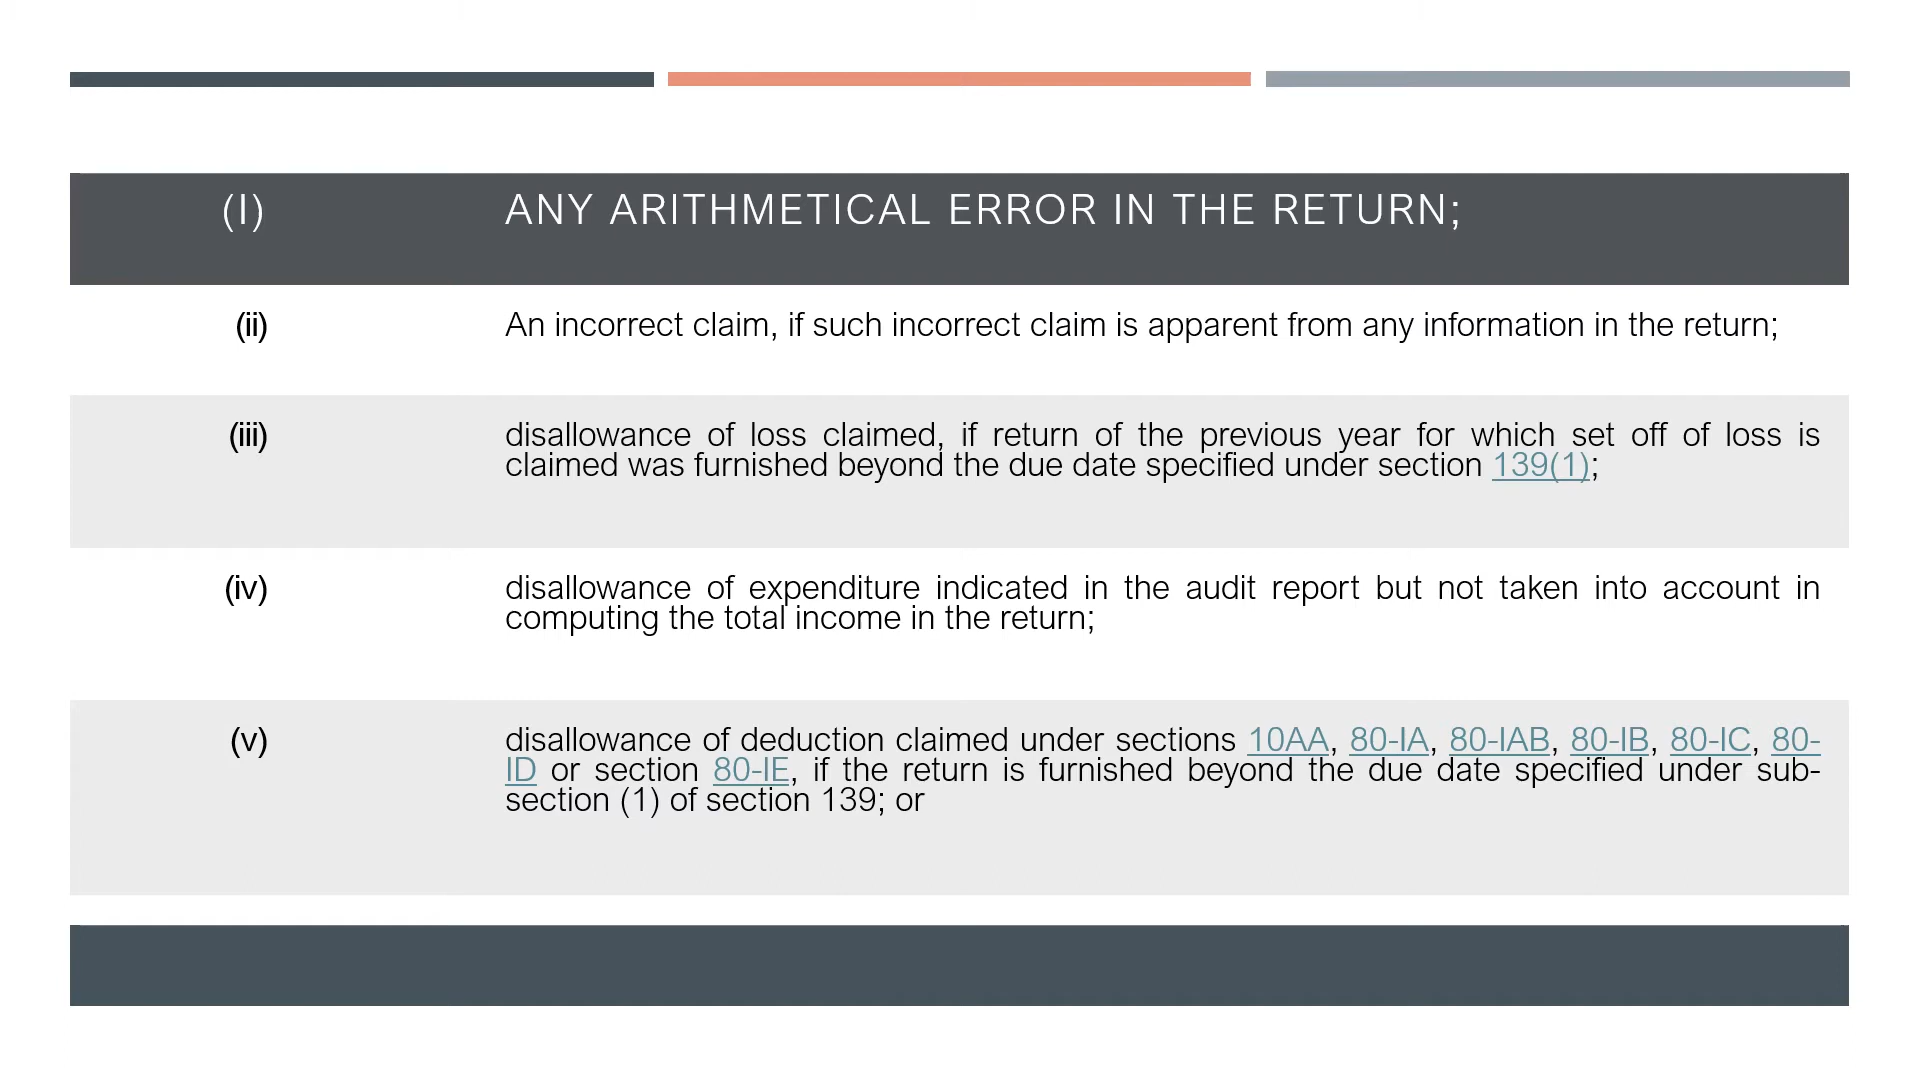 (I) ANY ARITHMETICAL ERROR IN THE RETURN;
(ii) An incorrect claim, if such incorrect claim is apparent from any information in the return;
(iii) disallowance of loss claimed, if return of the previous year for which set off of loss is
claimed was furnished beyond the due date specified under section 139(1);
(iv) disallowance of expenditure indicated in the audit report but not taken into account in
computing the total income in the return;
(v) disallowance of deduction claimed under sections 10AA, 80-IA, 80-IAB, 80-IB, 80-IC, 80-
ID or section 80-IE, if the return is furnished beyond the due date specified under sub-
section (1) of section 139; or